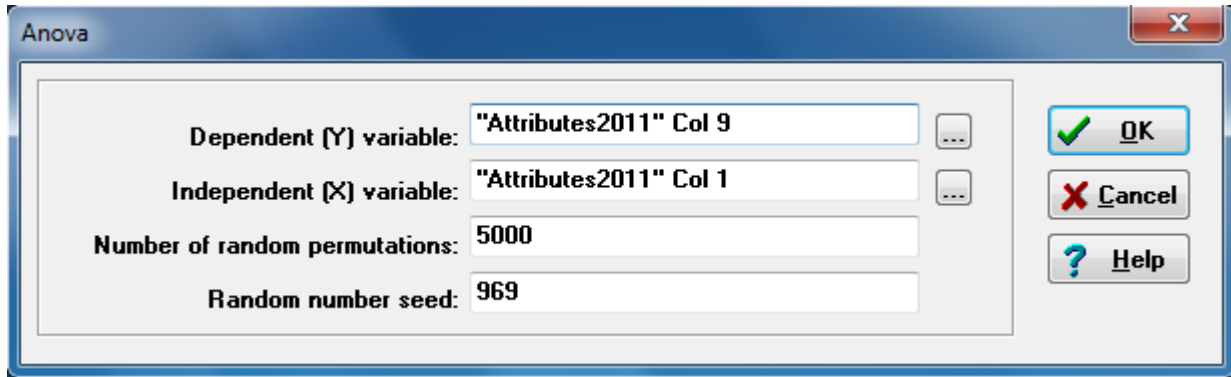 Anova
Dependent (Y) variable: "Attributes2011" Col 9 ...
Independent (X) variable: "Attributes2011" Col 1 ...
Number of random permutations: 5000
Random number seed: 969
OK
Cancel
? Help